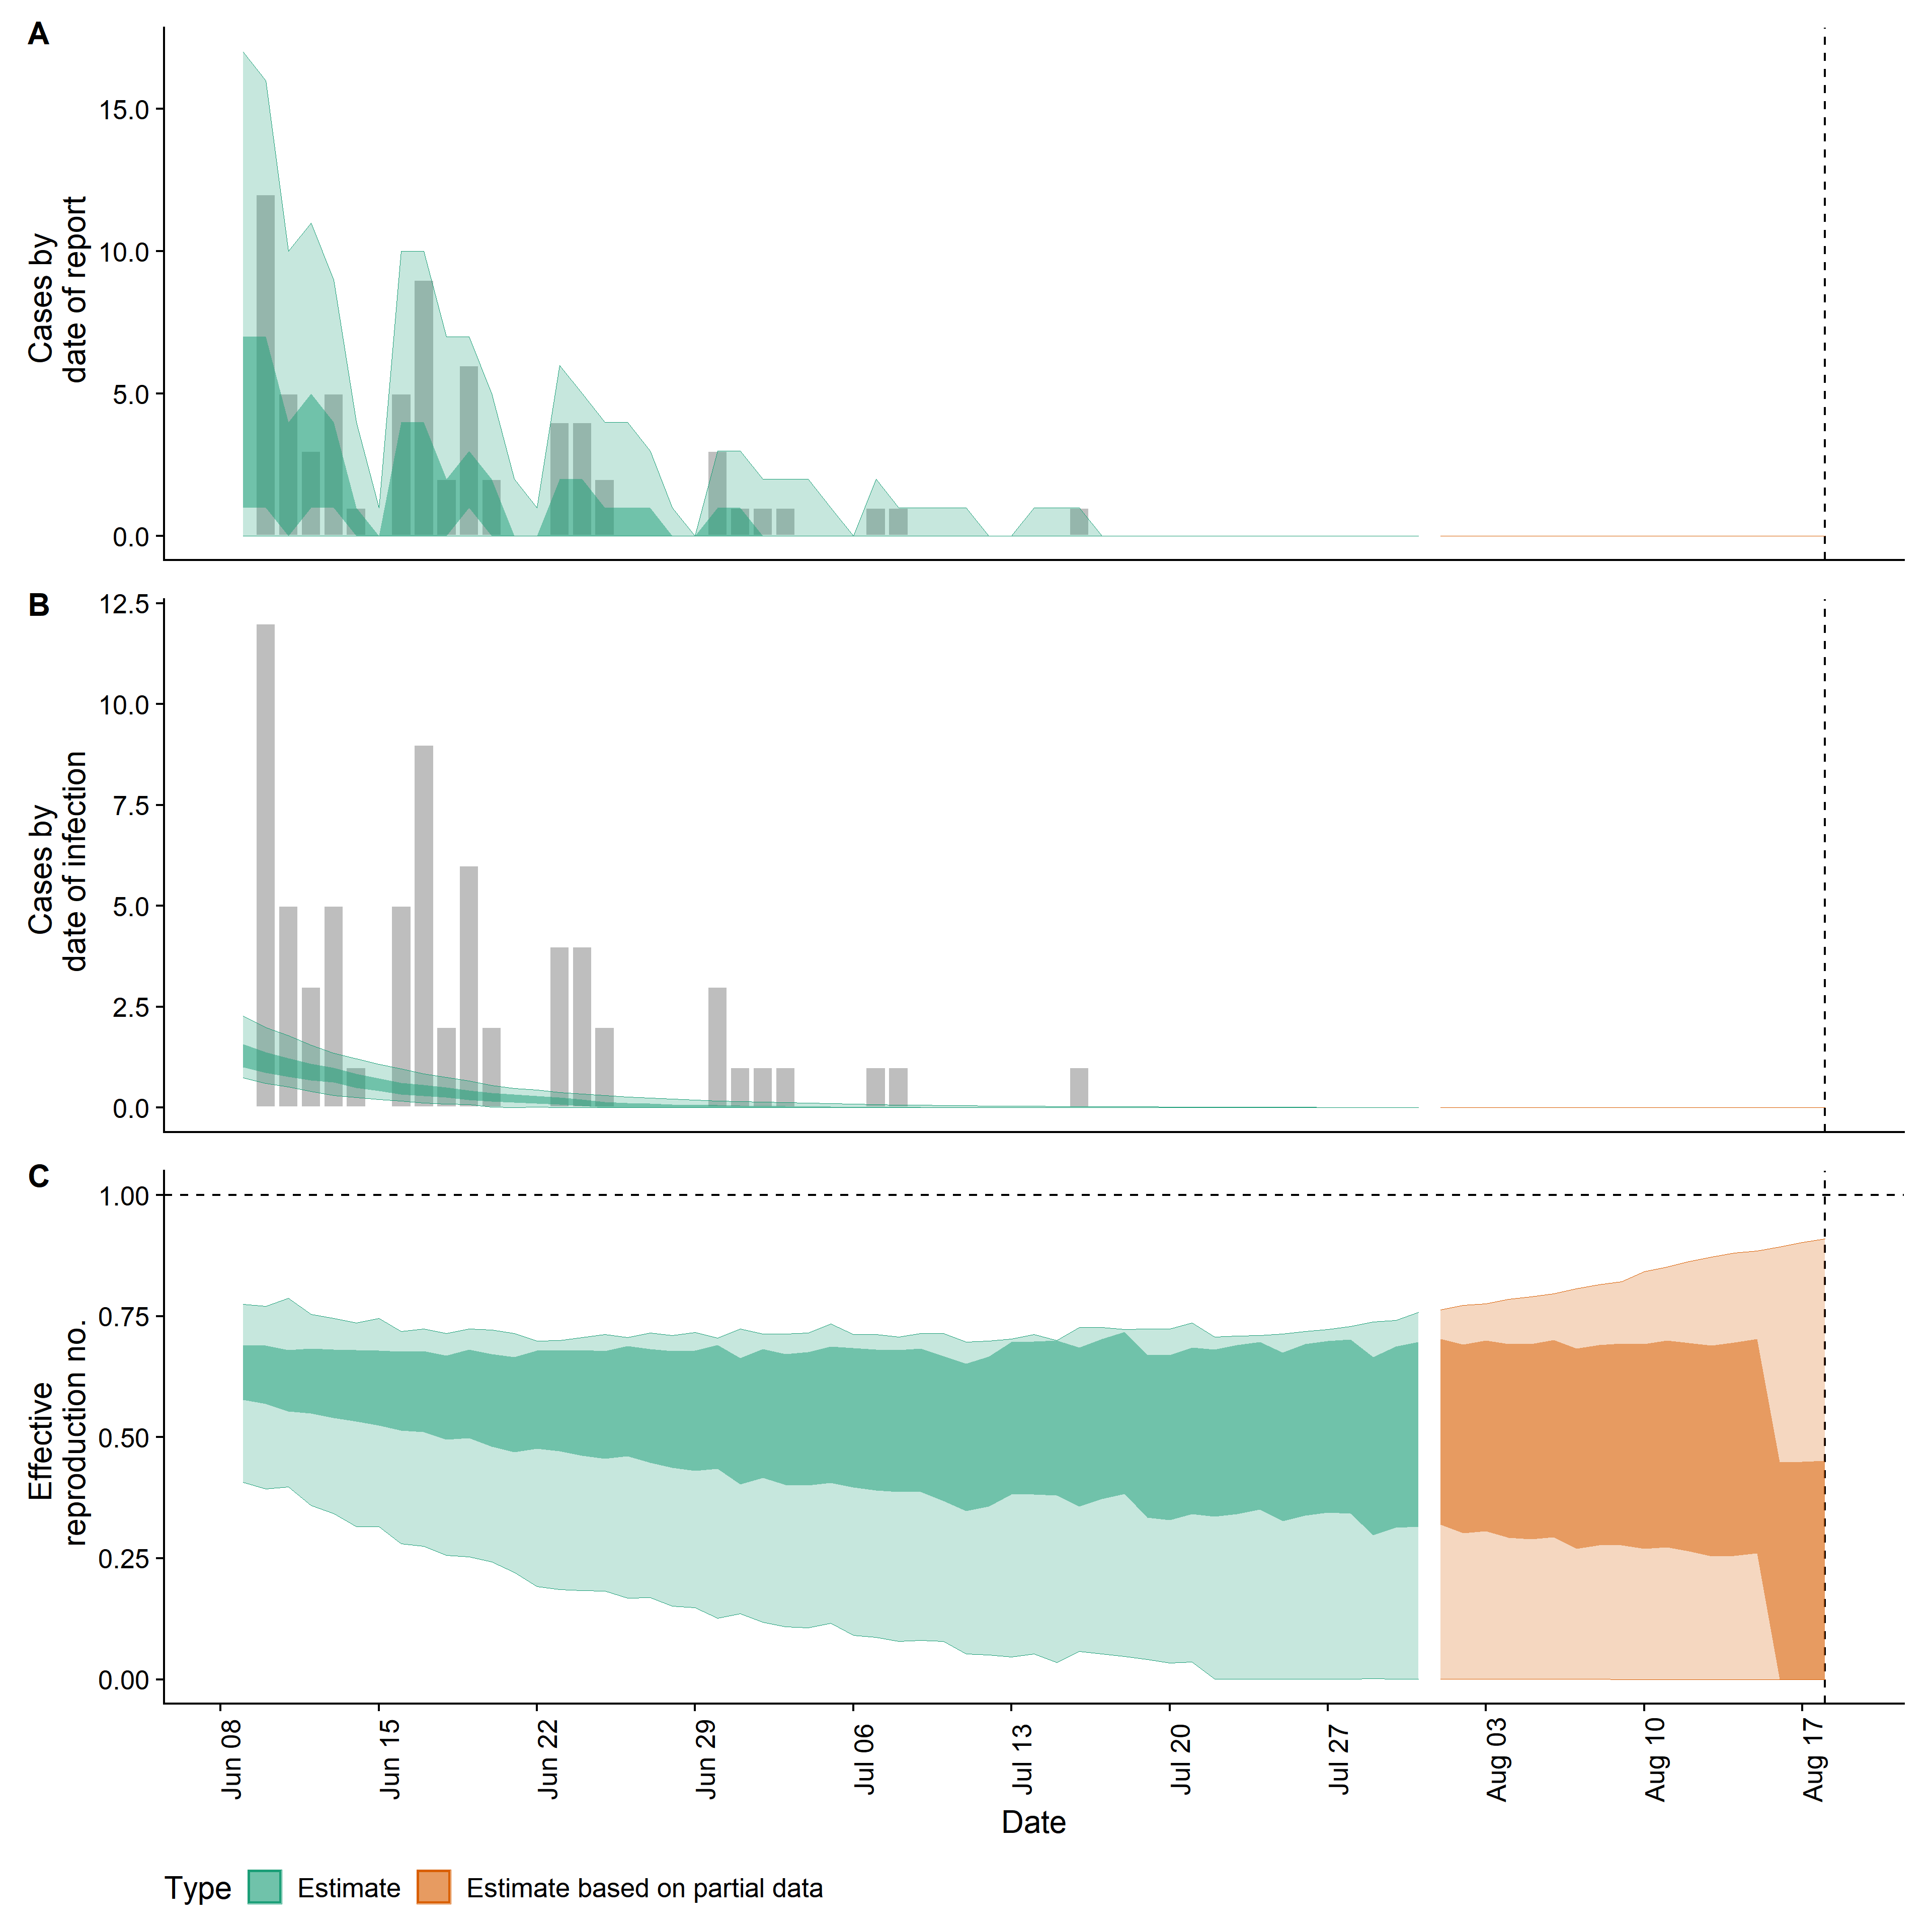 A
Cases by
date of report
15.0
10.0
5.0
0.0
B
Cases by
date of infection
12.5
10.0
7.5
5.0
2.5
0.0
C
Effective
reproduction no.
1.00
0.75
0.50
0.25
0.00
Jun 08
Jun 15
Jun 22
Jun 29
Jul 06
Jul 13
Jul 20
Jul 27
Aug 03
Aug 10
Aug 17
Date
Type Estimate Estimate based on partial data